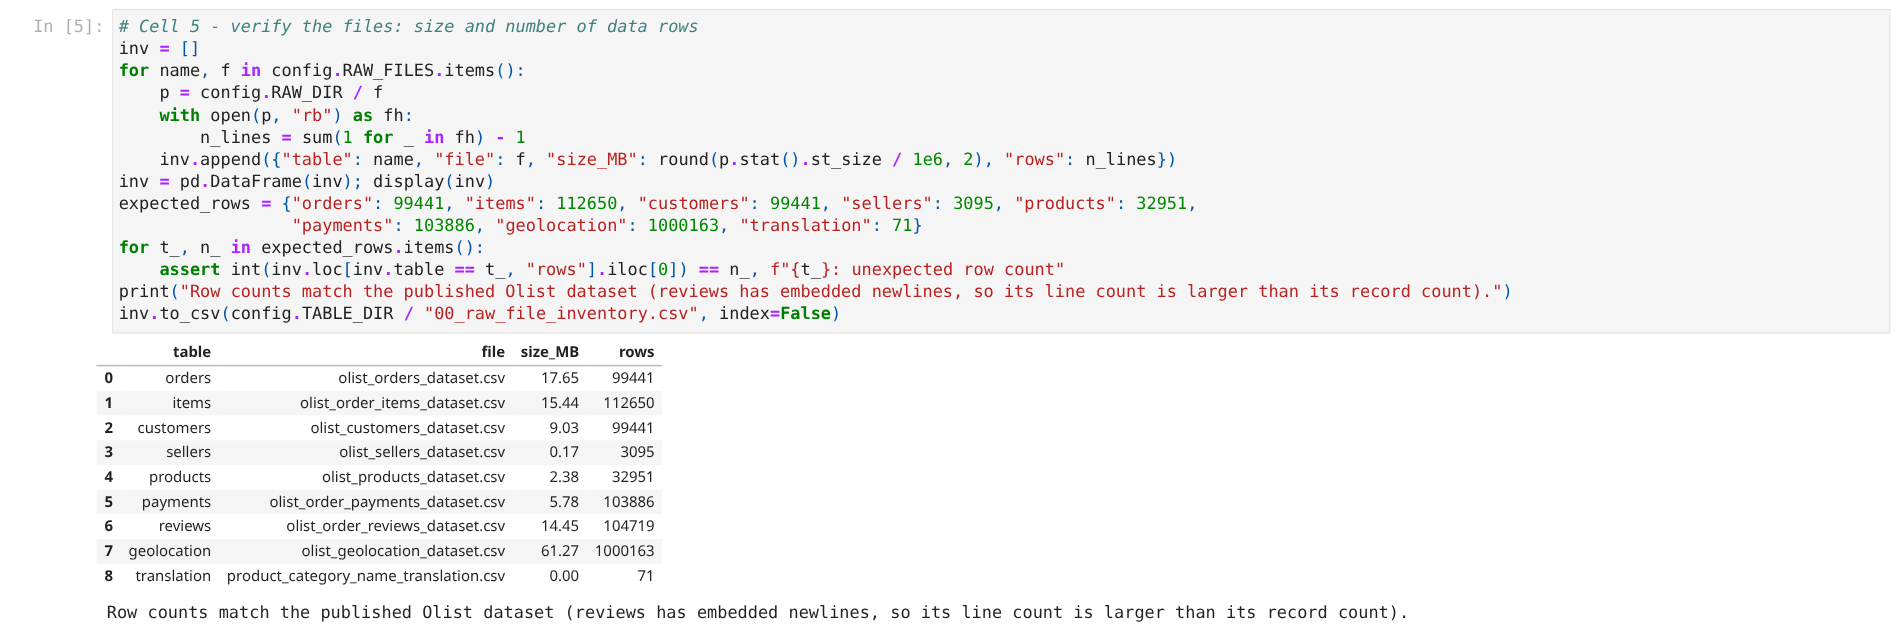 In [5]:
# Cell 5 - verify the files: size and number of data rows
inv = []
for name, f in config.RAW_FILES.items():
    p = config.RAW_DIR / f
    with open(p, "rb") as fh:
        n_lines = sum(1 for _ in fh) - 1
    inv.append({"table": name, "file": f, "size_MB": round(p.stat().st_size / 1e6, 2), "rows": n_lines})
inv = pd.DataFrame(inv); display(inv)
expected_rows = {"orders": 99441, "items": 112650, "customers": 99441, "sellers": 3095, "products": 32951,
                 "payments": 103886, "geolocation": 1000163, "translation": 71}
for t_, n_ in expected_rows.items():
    assert int(inv.loc[inv.table == t_, "rows"].iloc[0]) == n_, f"{t_}: unexpected row count"
print("Row counts match the published Olist dataset (reviews has embedded newlines, so its line count is larger than its record count).")
inv.to_csv(config.TABLE_DIR / "00_raw_file_inventory.csv", index=False)
table file size_MB rows
0 orders olist_orders_dataset.csv 17.65 99441
1 items olist_order_items_dataset.csv 15.44 112650
2 customers olist_customers_dataset.csv 9.03 99441
3 sellers olist_sellers_dataset.csv 0.17 3095
4 products olist_products_dataset.csv 2.38 32951
5 payments olist_order_payments_dataset.csv 5.78 103886
6 reviews olist_order_reviews_dataset.csv 14.45 104719
7 geolocation olist_geolocation_dataset.csv 61.27 1000163
8 translation product_category_name_translation.csv 0.00 71
Row counts match the published Olist dataset (reviews has embedded newlines, so its line count is larger than its record count).